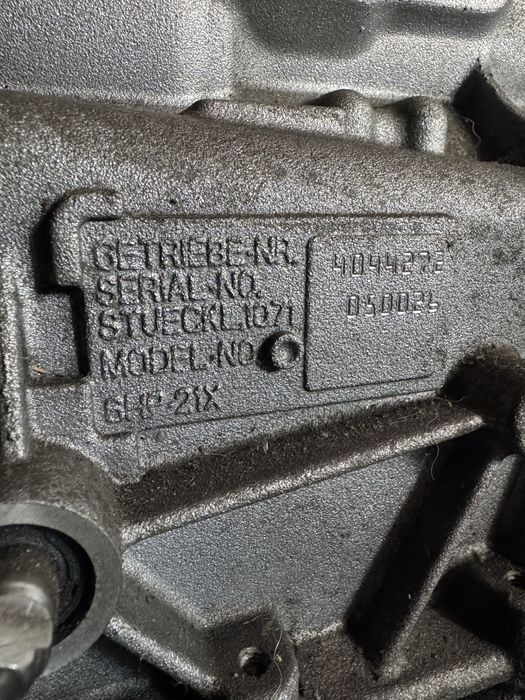 GETRIEBE-NR.
SERIAL-NO.
STUECKL.1071
MODEL-NO
6HP-21X
4044272
050026